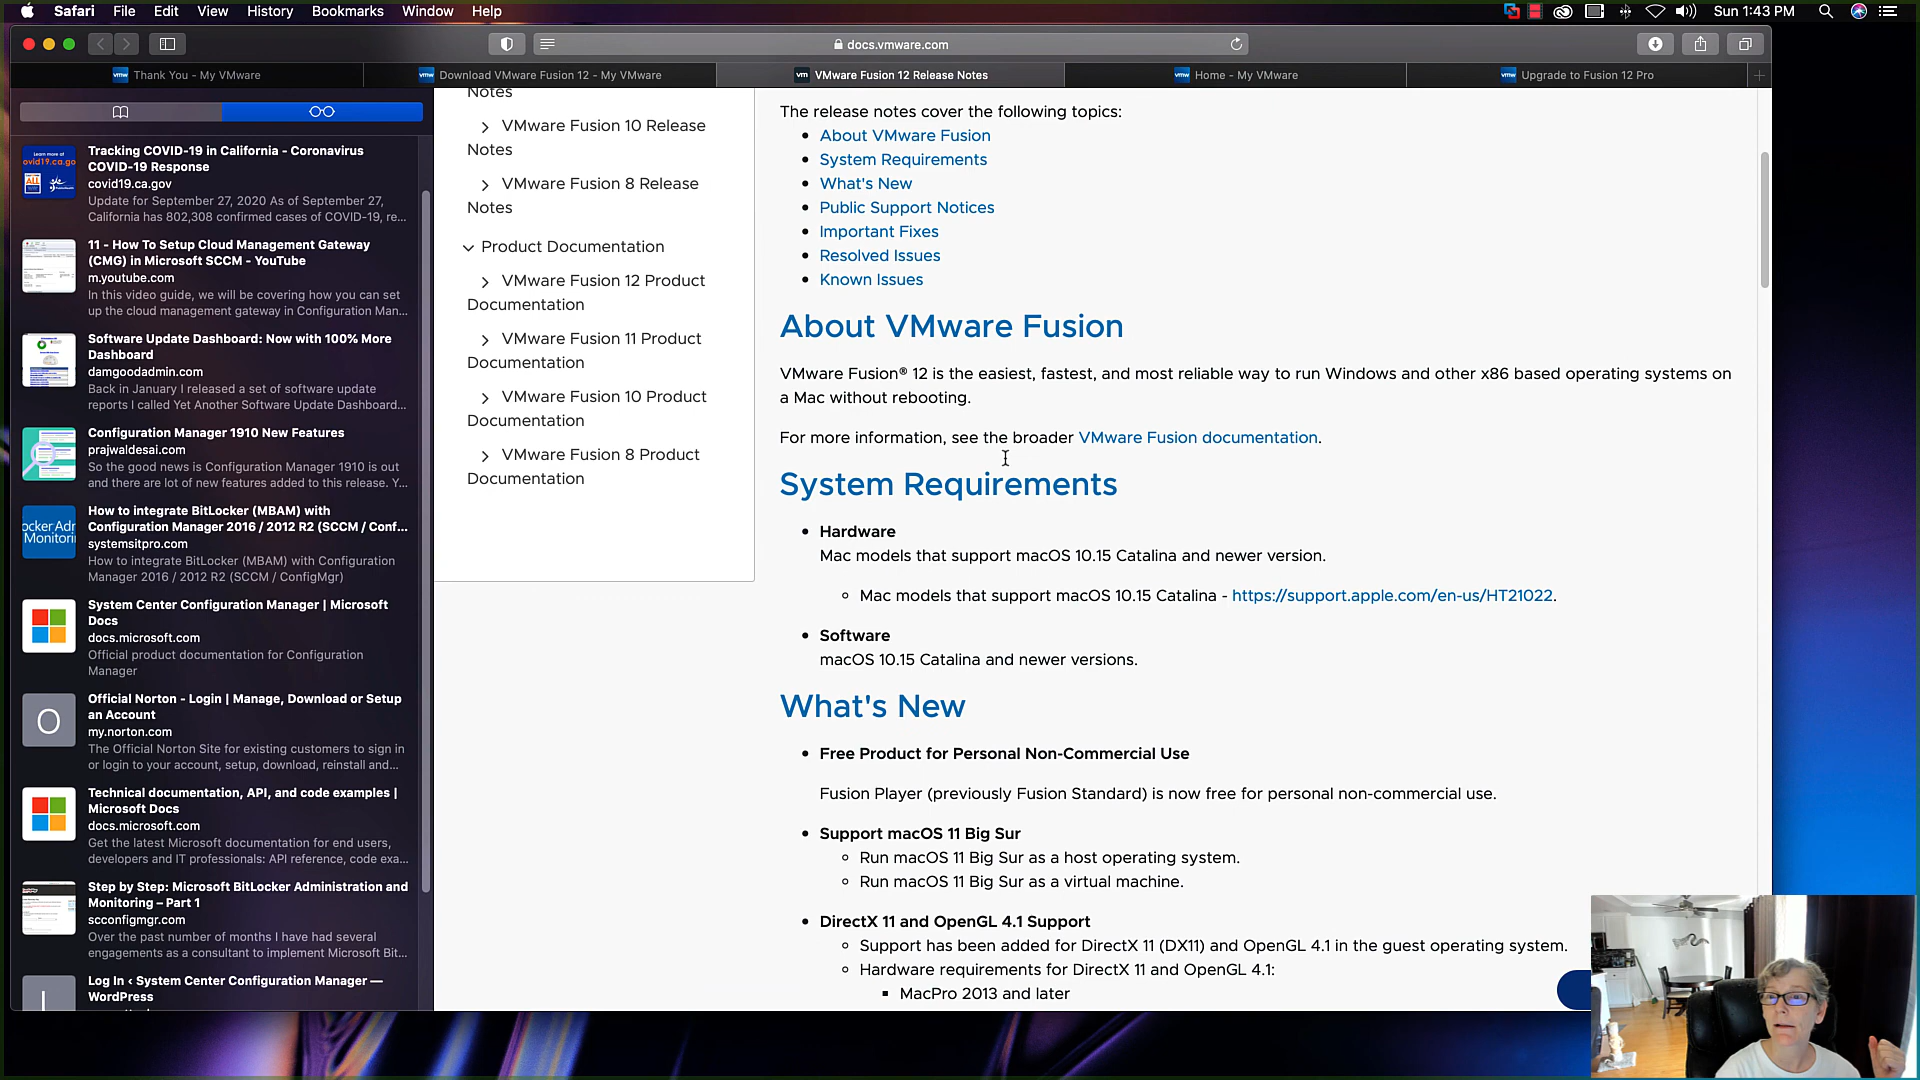 Safari File Edit View History Bookmarks Window Help
Sun 1:43 PM
docs.vmware.com
Thank You - My VMware
Download VMware Fusion 12 - My VMware
VMware Fusion 12 Release Notes
Home - My VMware
Upgrade to Fusion 12 Pro
Tracking COVID-19 in California - Coronavirus
COVID-19 Response
covid19.ca.gov
Update for September 27, 2020 As of September 27,
California has 802,308 confirmed cases of COVID-19, re...
11 - How To Setup Cloud Management Gateway
(CMG) in Microsoft SCCM - YouTube
m.youtube.com
In this video guide, we will be covering how you can set
up the cloud management gateway in Configuration Man...
Software Update Dashboard: Now with 100% More
Dashboard
damgoodadmin.com
Back in January I released a set of software update
reports I called Yet Another Software Update Dashboard...
Configuration Manager 1910 New Features
prajwaldesai.com
So the good news is Configuration Manager 1910 is out
and there are lot of new features added to this release. Y...
How to integrate BitLocker (MBAM) with
Configuration Manager 2016 / 2012 R2 (SCCM / Conf...
systemsitpro.com
How to integrate BitLocker (MBAM) with Configuration
Manager 2016 / 2012 R2 (SCCM / ConfigMgr)
System Center Configuration Manager | Microsoft
Docs
docs.microsoft.com
Official product documentation for Configuration
Manager
Official Norton - Login | Manage, Download or Setup
an Account
my.norton.com
The Official Norton Site for existing customers to sign in
or login to your account, setup, download, reinstall and...
Technical documentation, API, and code examples |
Microsoft Docs
docs.microsoft.com
Get the latest Microsoft documentation for end users,
developers and IT professionals: API reference, code exa...
Step by Step: Microsoft BitLocker Administration and
Monitoring – Part 1
scconfigmgr.com
Over the past number of months I have had several
engagements as a consultant to implement Microsoft Bit...
Log In ‹ System Center Configuration Manager —
WordPress
Notes
VMware Fusion 10 Release
Notes
VMware Fusion 8 Release
Notes
Product Documentation
VMware Fusion 12 Product
Documentation
VMware Fusion 11 Product
Documentation
VMware Fusion 10 Product
Documentation
VMware Fusion 8 Product
Documentation
The release notes cover the following topics:
About VMware Fusion
System Requirements
What's New
Public Support Notices
Important Fixes
Resolved Issues
Known Issues
About VMware Fusion
VMware Fusion® 12 is the easiest, fastest, and most reliable way to run Windows and other x86 based operating systems on
a Mac without rebooting.
For more information, see the broader VMware Fusion documentation.
System Requirements
Hardware
Mac models that support macOS 10.15 Catalina and newer version.
Mac models that support macOS 10.15 Catalina - https://support.apple.com/en-us/HT21022.
Software
macOS 10.15 Catalina and newer versions.
What's New
Free Product for Personal Non-Commercial Use
Fusion Player (previously Fusion Standard) is now free for personal non-commercial use.
Support macOS 11 Big Sur
Run macOS 11 Big Sur as a host operating system.
Run macOS 11 Big Sur as a virtual machine.
DirectX 11 and OpenGL 4.1 Support
Support has been added for DirectX 11 (DX11) and OpenGL 4.1 in the guest operating system.
Hardware requirements for DirectX 11 and OpenGL 4.1:
MacPro 2013 and later